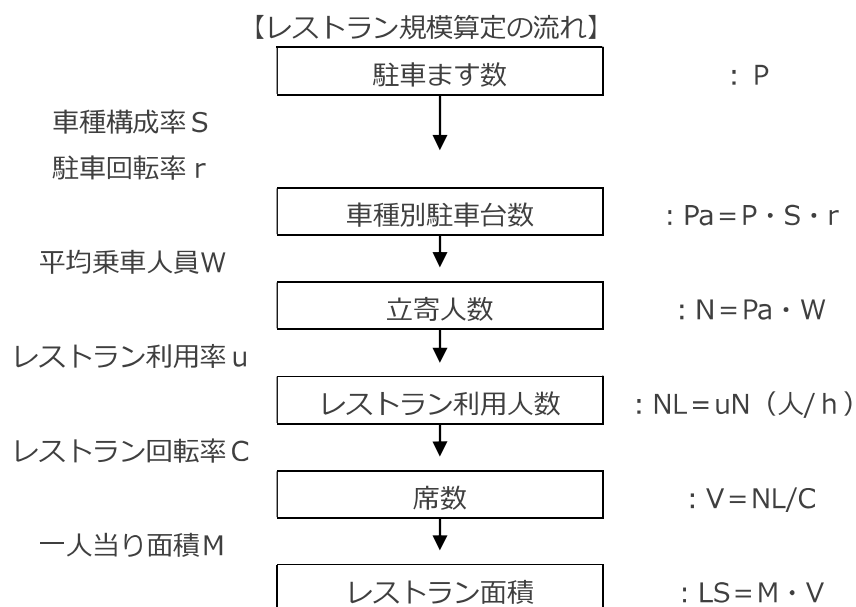 【レストラン規模算定の流れ】
駐車ます数 : P
車種構成率S
駐車回転率r
車種別駐車台数 : Pa=P・S・r
平均乗車人員W
立寄人数 : N=Pa・W
レストラン利用率u
レストラン利用人数 : NL=uN(人/h)
レストラン回転率C
席数 : V=NL/C
一人当り面積M
レストラン面積 : LS=M・V